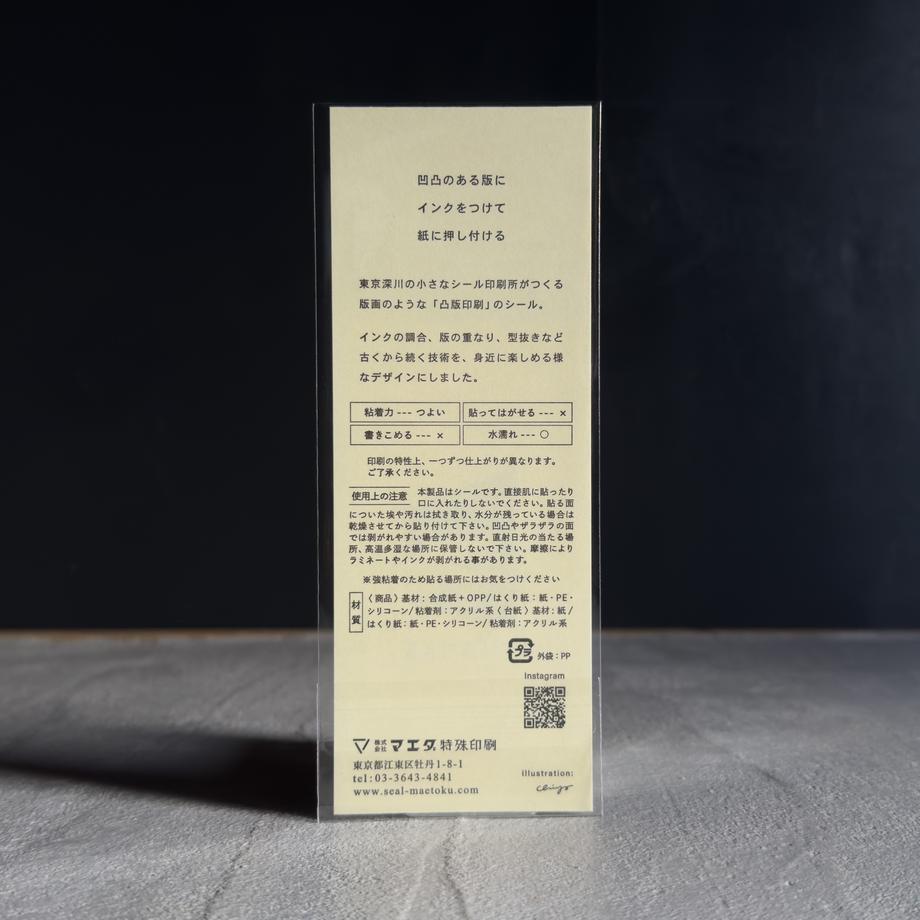 凹凸のある版に
インクをつけて
紙に押し付ける
東京深川の小さなシール印刷所がつくる
版画のような「凸版印刷」のシール。
インクの調合、版の重なり、型抜きなど
古くから続く技術を、身近に楽しめる様
なデザインにしました。
粘着力 --- つよい
貼ってはがせる --- ×
書きこめる --- ×
水濡れ --- ○
印刷の特性上、一つずつ仕上がりが異なります。
ご了承ください。
使用上の注意
本製品はシールです。直接肌に貼ったり
口に入れたりしないでください。貼る面
についた埃や汚れは拭き取り、水分が残っている場合は
乾燥させてから貼り付けて下さい。凹凸やザラザラの面
では剥がれやすい場合があります。直射日光の当たる場
所、高温多湿な場所に保管しないで下さい。摩擦により
ラミネートやインクが剥がれる事があります。
※強粘着のため貼る場所にはお気をつけください
材質
〈商品〉基材：合成紙+OPP/はくり紙：紙・PE・
シリコーン/粘着剤：アクリル系〈台紙〉基材：紙/
はくり紙：紙・PE・シリコーン/粘着剤：アクリル系
プラ 外袋：PP
Instagram
株式会社 マエダ特殊印刷
東京都江東区牡丹1-8-1
tel:03-3643-4841
www.seal-maetoku.com
illustration: